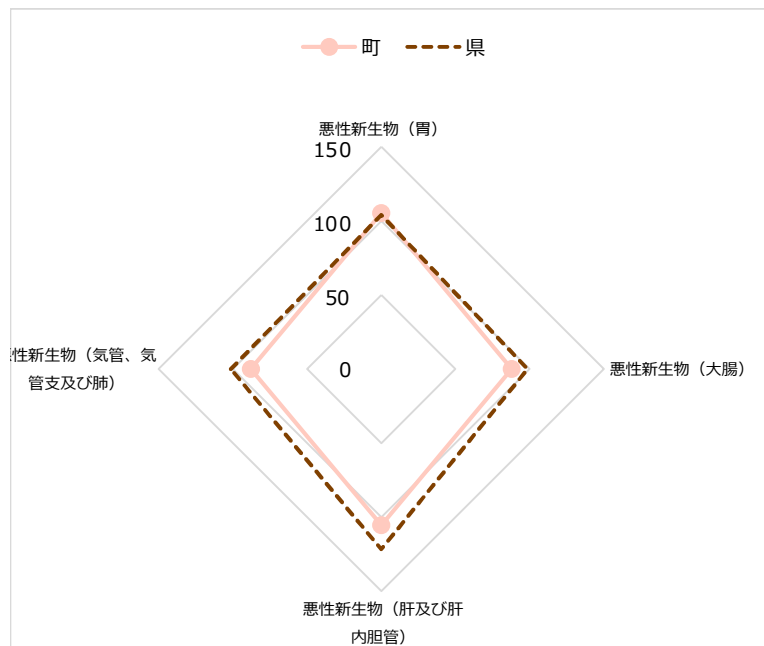 町 県
悪性新生物（胃）
150
100
50
0
性新生物（気管、気
管支及び肺）
悪性新生物（大腸）
悪性新生物（肝及び肝
内胆管）